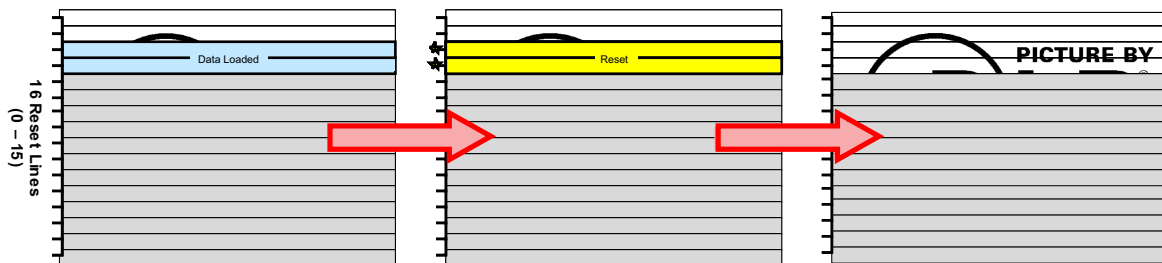 16 Reset Lines
(0 – 15)
Data Loaded
Reset
PICTURE BY
®